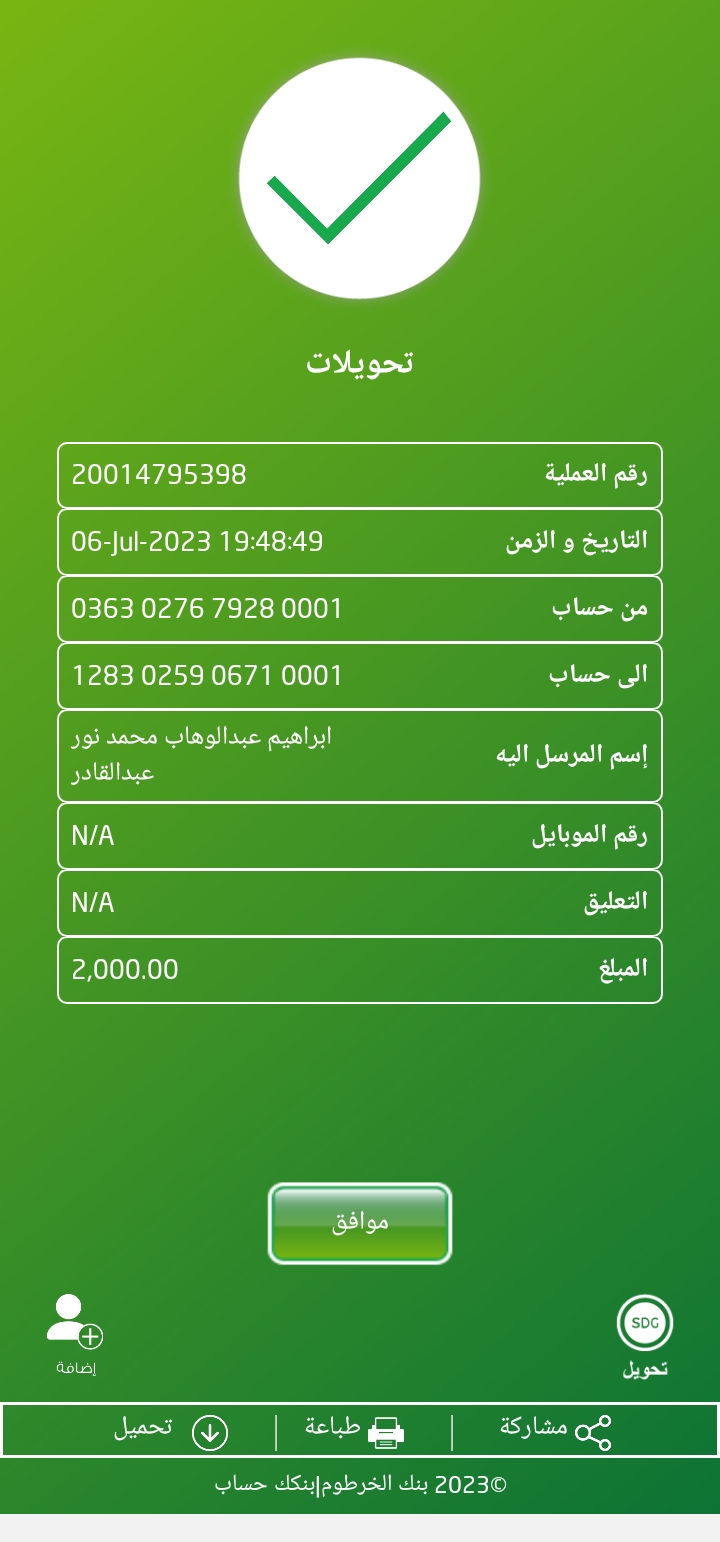 تحويلات
رقم العملية 20014795398
التاريخ و الزمن 06-Jul-2023 19:48:49
من حساب 0363 0276 7928 0001
الى حساب 1283 0259 0671 0001
إسم المرسل اليه ابراهيم عبدالوهاب محمد نور
عبدالقادر
رقم الموبايل N/A
التعليق N/A
المبلغ 2,000.00
موافق
SDG
تحويل
إضافة
مشاركة طباعة تحميل
©2023 بنك الخرطوم|بنكك حساب